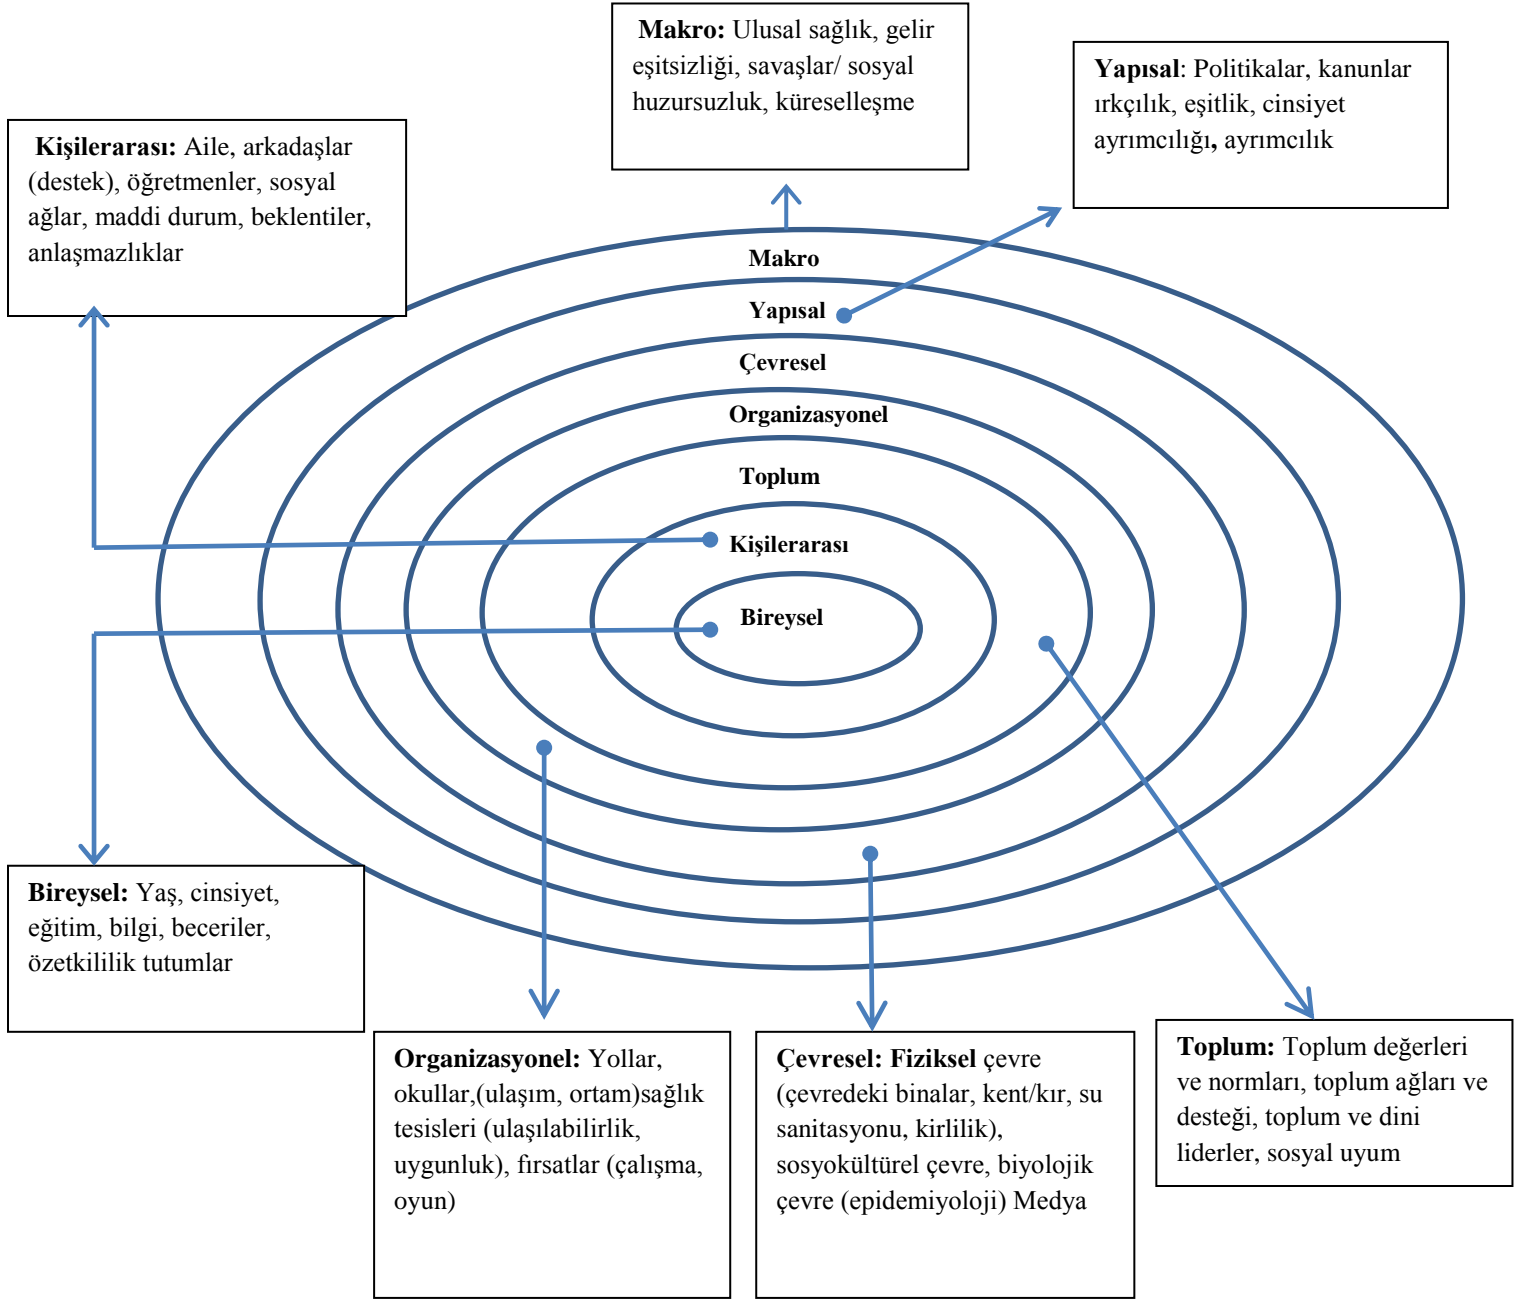 Makro: Ulusal sağlık, gelir
eşitsizliği, savaşlar/ sosyal
huzursuzluk, küreselleşme
Yapısal: Politikalar, kanunlar
ırkçılık, eşitlik, cinsiyet
ayrımcılığı, ayrımcılık
Kişilerarası: Aile, arkadaşlar
(destek), öğretmenler, sosyal
ağlar, maddi durum, beklentiler,
anlaşmazlıklar
Makro
Yapısal
Çevresel
Organizasyonel
Toplum
Kişilerarası
Bireysel
Bireysel: Yaş, cinsiyet,
eğitim, bilgi, beceriler,
özetkililik tutumlar
Organizasyonel: Yollar,
okullar,(ulaşım, ortam)sağlık
tesisleri (ulaşılabilirlik,
uygunluk), fırsatlar (çalışma,
oyun)
Çevresel: Fiziksel çevre
(çevredeki binalar, kent/kır, su
sanitasyonu, kirlilik),
sosyokültürel çevre, biyolojik
çevre (epidemiyoloji) Medya
Toplum: Toplum değerleri
ve normları, toplum ağları ve
desteği, toplum ve dini
liderler, sosyal uyum